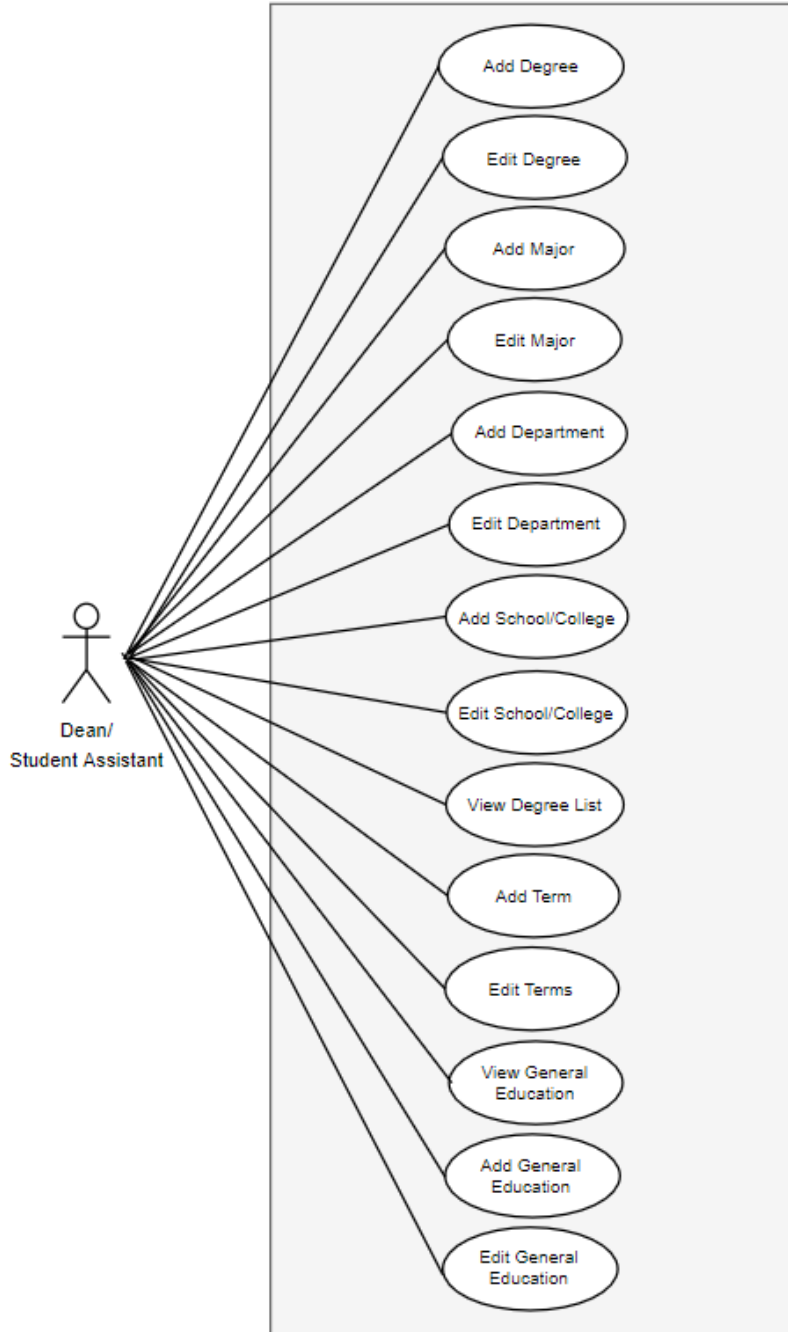 Add Degree
Edit Degree
Add Major
Edit Major
Add Department
Edit Department
Add School/College
Dean/
Student Assistant
Edit School/College
View Degree List
Add Term
Edit Terms
View General
Education
Add General
Education
Edit General
Education